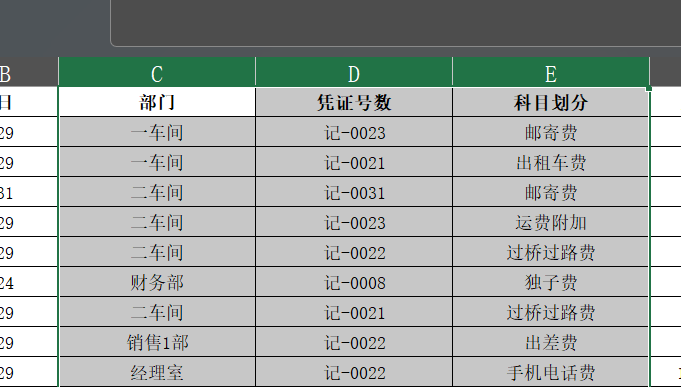 B C D E
日 部门 凭证号数 科目划分
29 一车间 记-0023 邮寄费
29 一车间 记-0021 出租车费
31 二车间 记-0031 邮寄费
29 二车间 记-0023 运费附加
29 二车间 记-0022 过桥过路费
24 财务部 记-0008 独子费
29 二车间 记-0021 过桥过路费
29 销售1部 记-0022 出差费
29 经理室 记-0022 手机电话费